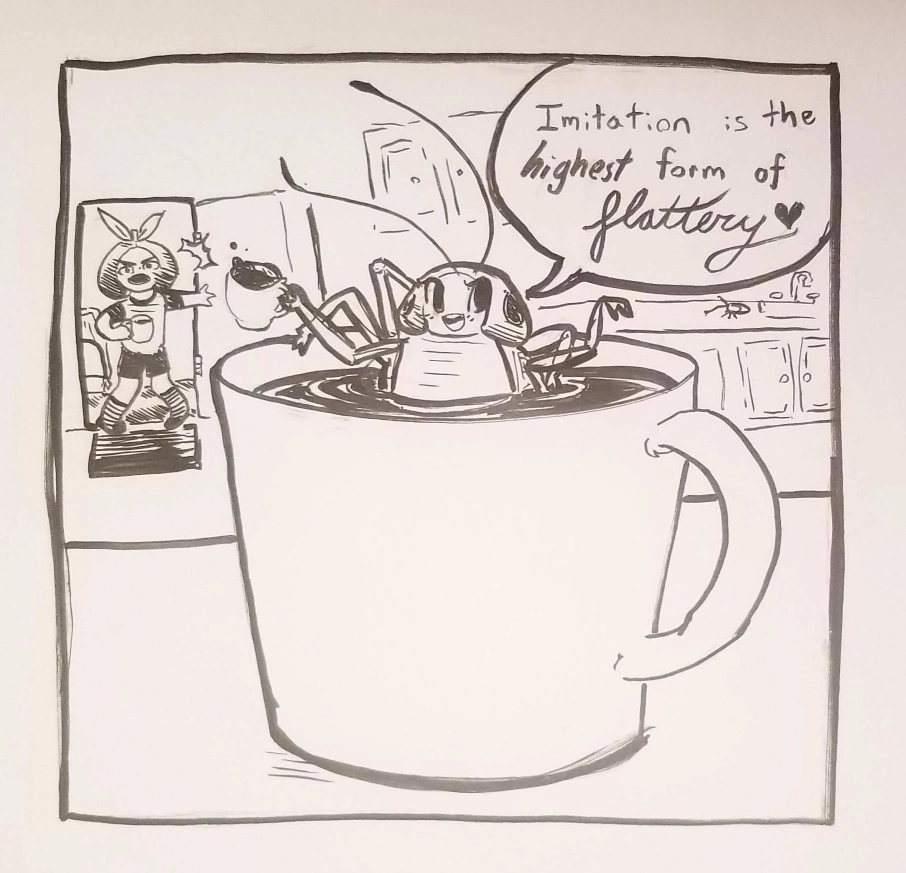 Imitation is the
highest form of
flattery♥